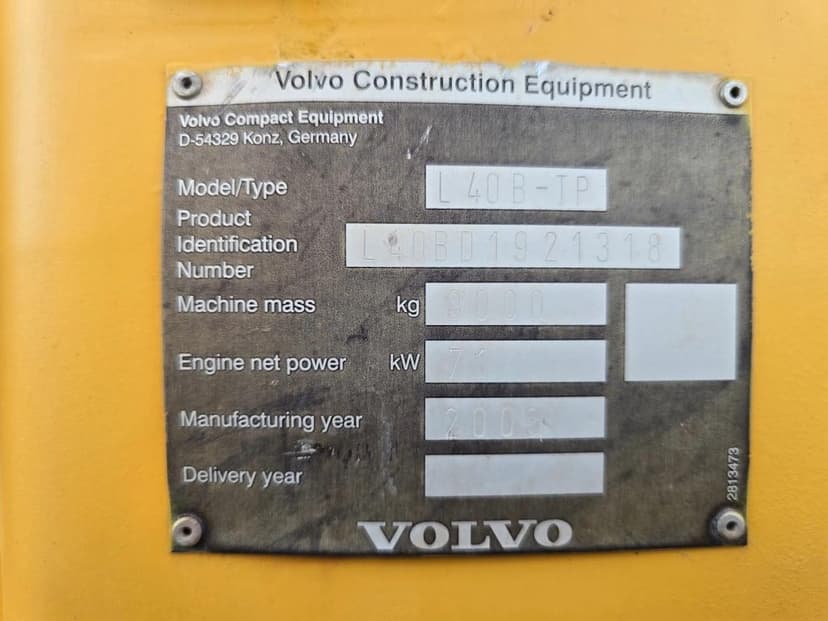 Volvo Construction Equipment
Volvo Compact Equipment
D-54329 Konz, Germany
Model/Type L 40B-TP
Product
Identification L40BD1921318
Number
Machine mass kg
Engine net power kW
Manufacturing year
Delivery year
2813473
VOLVO